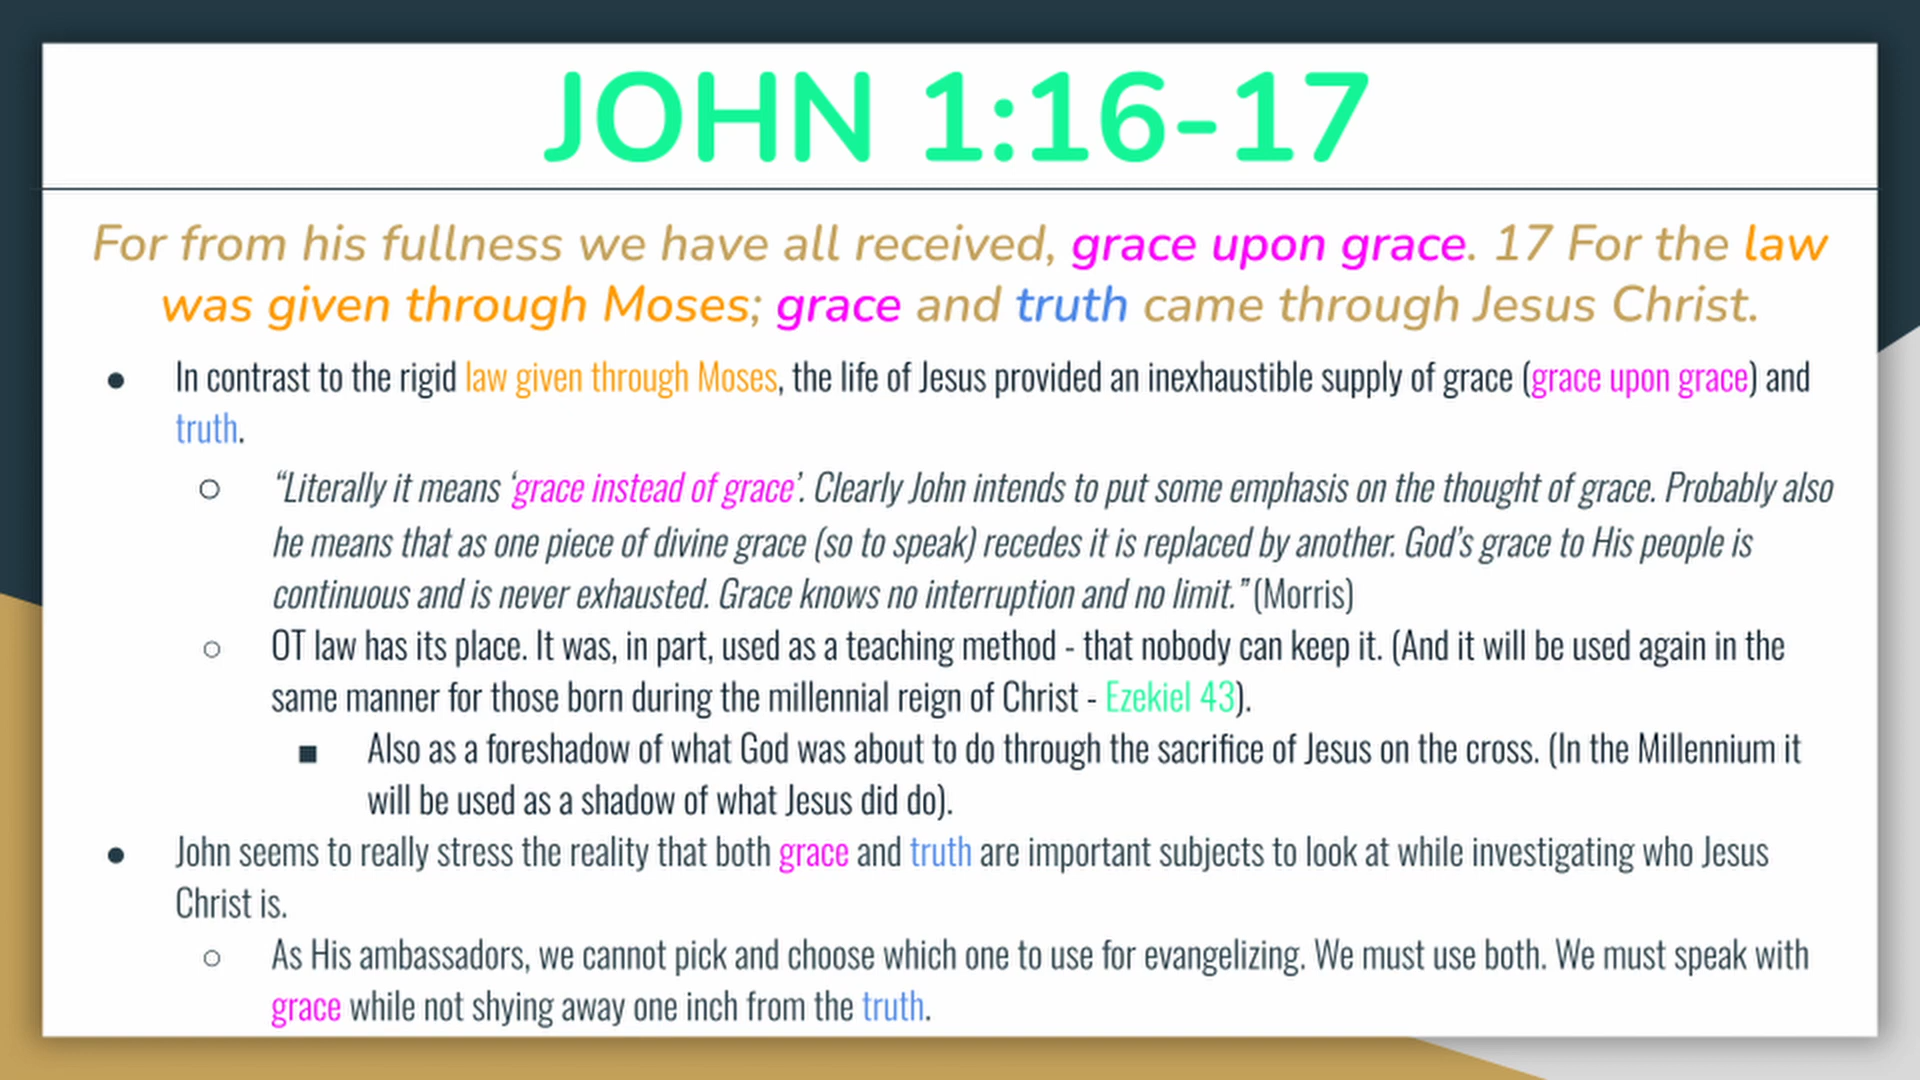 JOHN 1:16-17
For from his fullness we have all received, grace upon grace. 17 For the law
was given through Moses; grace and truth came through Jesus Christ.
● In contrast to the rigid law given through Moses, the life of Jesus provided an inexhaustible supply of grace (grace upon grace) and
truth.
○ “Literally it means ‘grace instead of grace’. Clearly John intends to put some emphasis on the thought of grace. Probably also
he means that as one piece of divine grace (so to speak) recedes it is replaced by another. God’s grace to His people is
continuous and is never exhausted. Grace knows no interruption and no limit.” (Morris)
○ OT law has its place. It was, in part, used as a teaching method - that nobody can keep it. (And it will be used again in the
same manner for those born during the millennial reign of Christ - Ezekiel 43).
■ Also as a foreshadow of what God was about to do through the sacrifice of Jesus on the cross. (In the Millennium it
will be used as a shadow of what Jesus did do).
● John seems to really stress the reality that both grace and truth are important subjects to look at while investigating who Jesus
Christ is.
○ As His ambassadors, we cannot pick and choose which one to use for evangelizing. We must use both. We must speak with
grace while not shying away one inch from the truth.